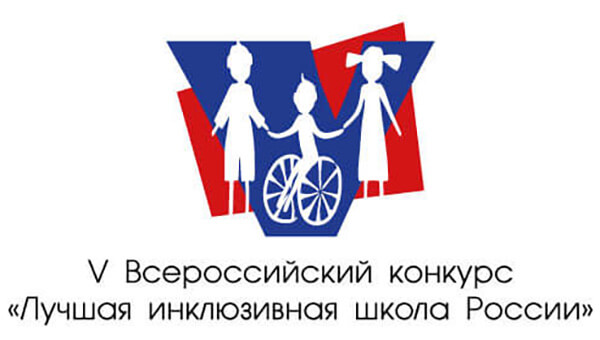 V Всероссийский конкурс
«Лучшая инклюзивная школа России»